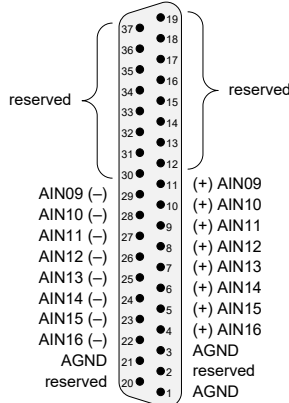 19
37
18
36
17
35
16
34
reserved
15
reserved
33
14
32
13
31
12
30
11 (+) AIN09
AIN09 (–) 29
10 (+) AIN10
AIN10 (–) 28
9 (+) AIN11
AIN11 (–) 27
8 (+) AIN12
AIN12 (–) 26
7 (+) AIN13
AIN13 (–) 25
6 (+) AIN14
AIN14 (–) 24
5 (+) AIN15
AIN15 (–) 23
4 (+) AIN16
AIN16 (–) 22
3 AGND
AGND 21
2 reserved
reserved 20
1 AGND